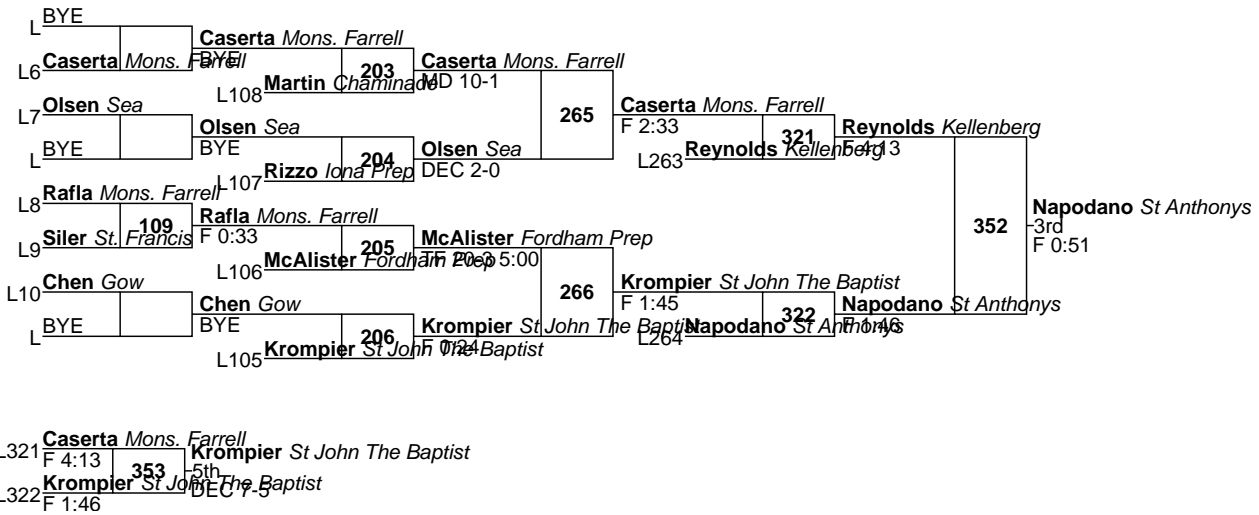 BYE
L
Caserta Mons. Farrell
BYE
L6 Caserta Mons. Farrell
203
Caserta Mons. Farrell
MD 10-1
L108 Martin Chaminade
L7 Olsen Sea
265
Caserta Mons. Farrell
F 2:33
Olsen Sea
BYE
321
Reynolds Kellenberg
F 4:13
L BYE
204
Olsen Sea
DEC 2-0
L263 Reynolds Kellenberg
L107 Rizzo Iona Prep
L8 Rafla Mons. Farrell
109
Rafla Mons. Farrell
F 0:33
352
Napodano St Anthonys
3rd
F 0:51
L9 Siler St. Francis
205
McAlister Fordham Prep
TF 20-3 5:00
L106 McAlister Fordham Prep
L10 Chen Gow
266
Krompier St John The Baptist
F 1:45
Chen Gow
BYE
322
Napodano St Anthonys
F 1:46
L BYE
206
Krompier St John The Baptist
F 0:24
L264 Napodano St Anthonys
L105 Krompier St John The Baptist
L321 Caserta Mons. Farrell
F 4:13
353
Krompier St John The Baptist
5th
DEC 7-5
L322 Krompier St John The Baptist
F 1:46